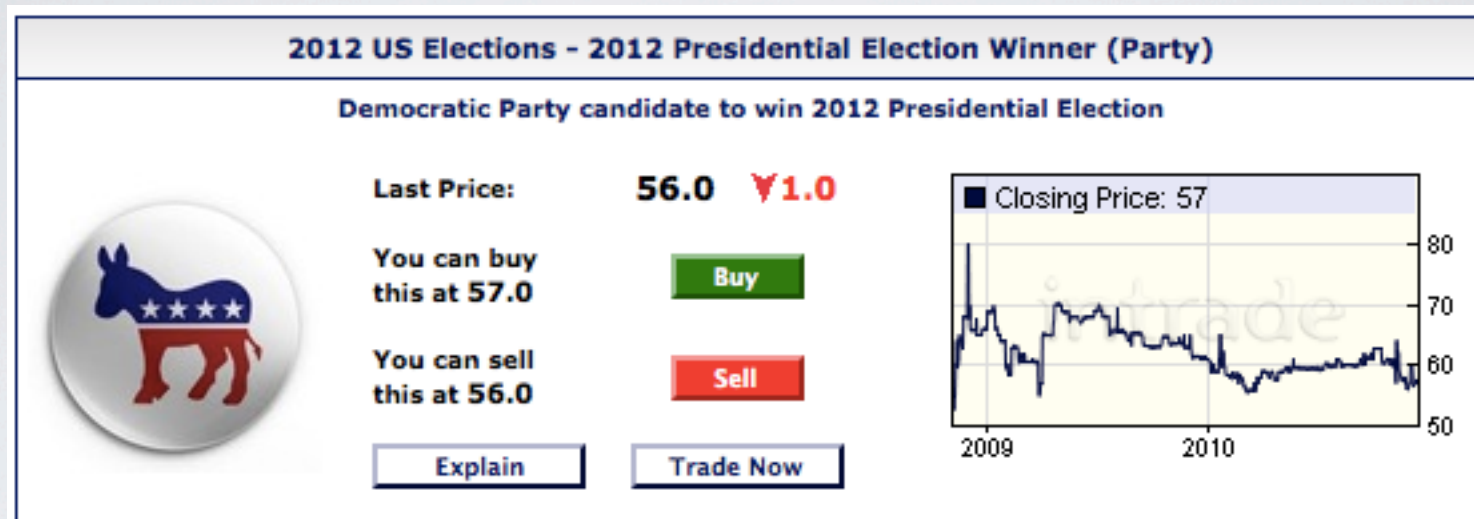 2012 US Elections - 2012 Presidential Election Winner (Party)
Democratic Party candidate to win 2012 Presidential Election
Last Price: 56.0 1.0
You can buy
this at 57.0
Buy
You can sell
this at 56.0
Sell
Explain
Trade Now
Closing Price: 57
intrade
80
70
60
50
2009
2010